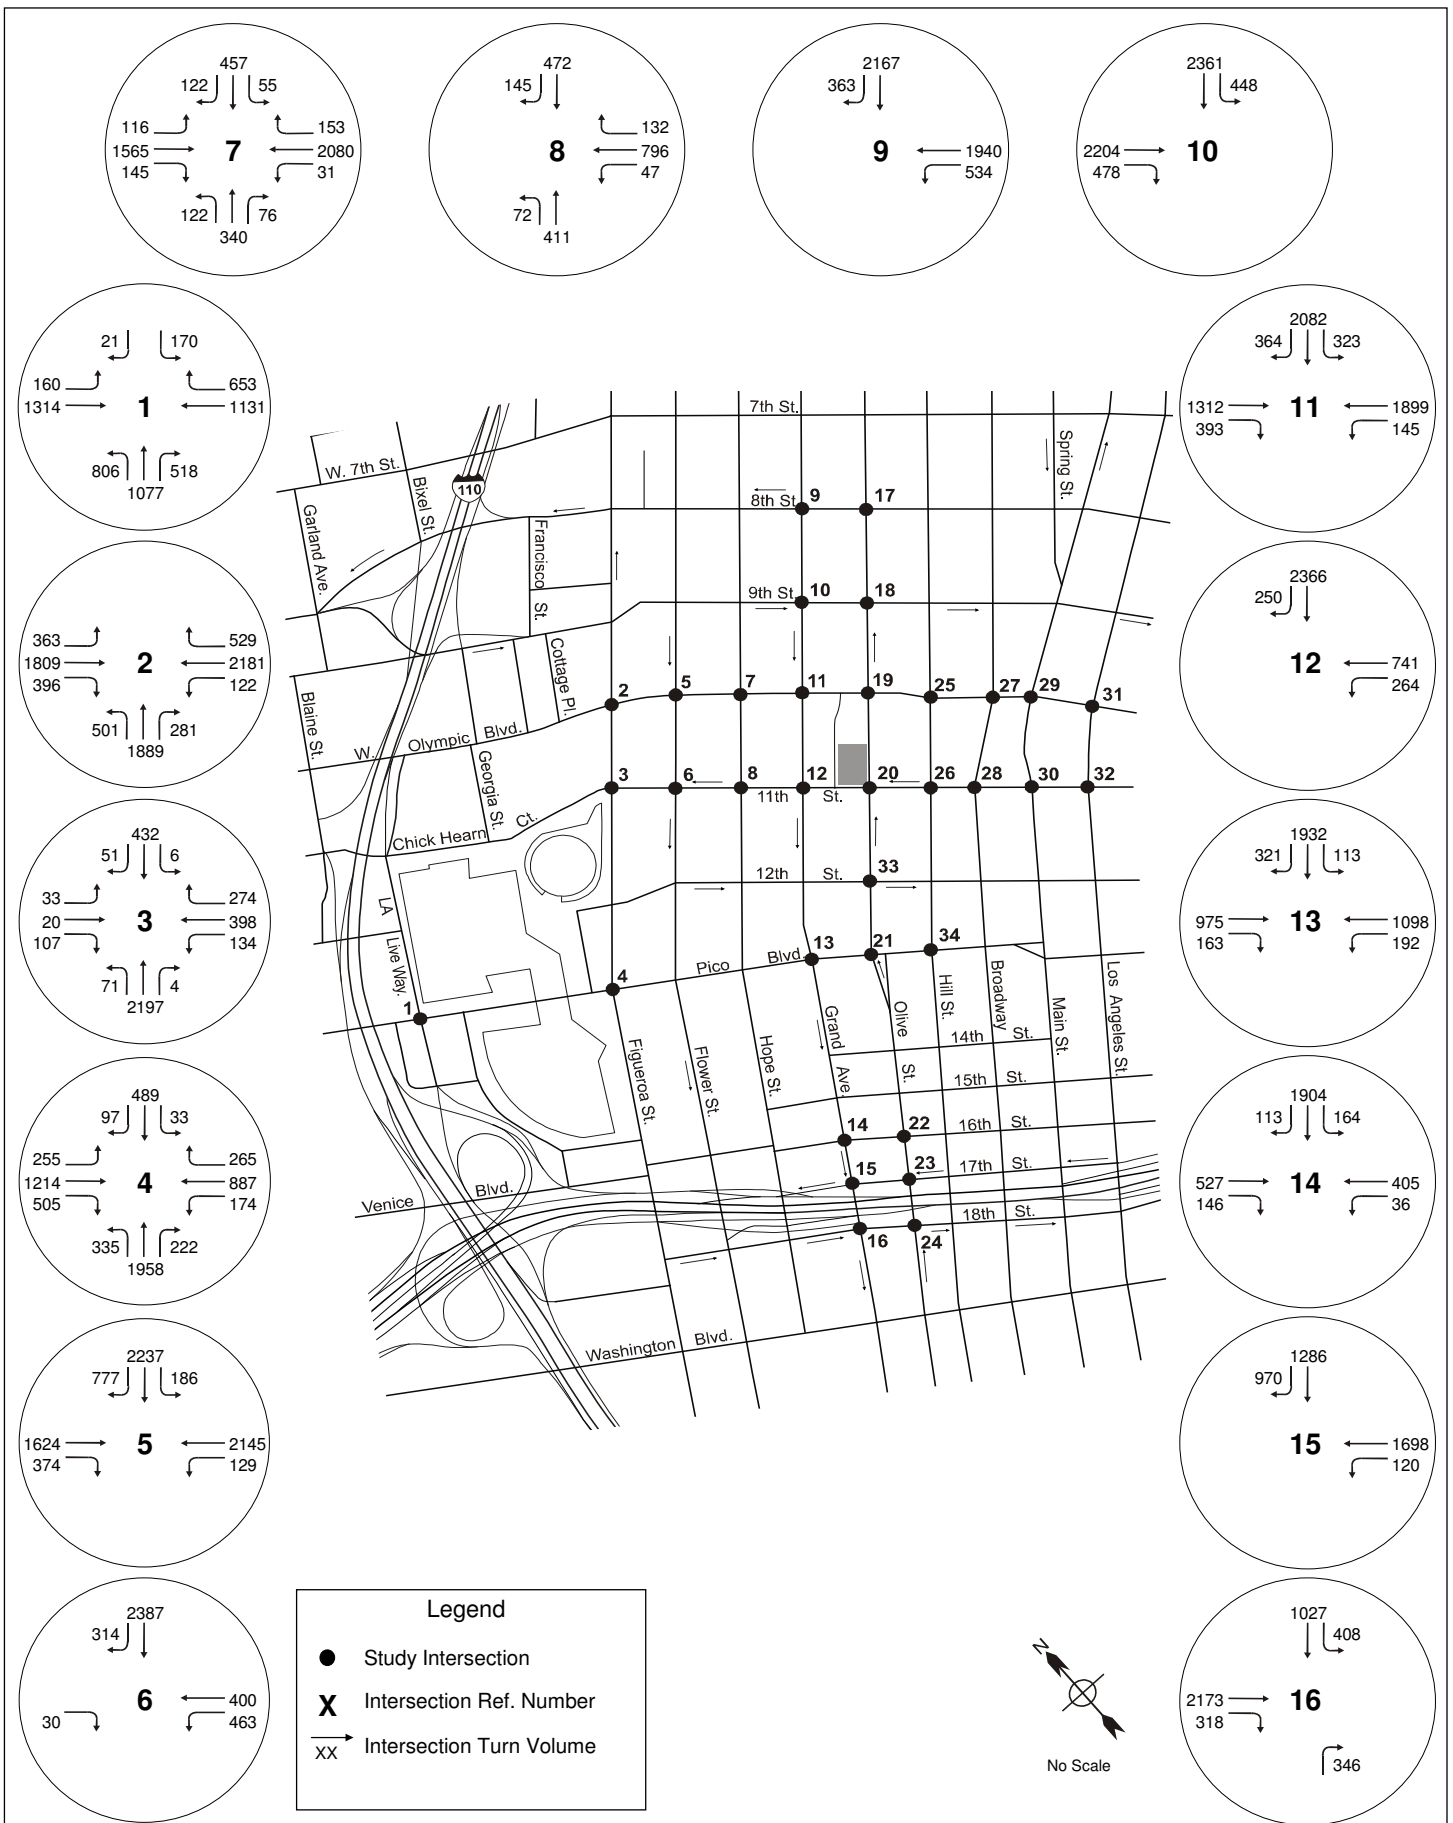 457
122 55
116 153
1565 7 2080
145 31
122 76
340
472
145
132
8 796
47
72
411
2167
363
9 1940
534
2361
448
2204 10
478
21 170
160 653
1314 1 1131
806 518
1077
363 529
1809 2 2181
396 122
501 281
1889
432
51 6
33 274
20 3 398
107 134
71 4
2197
489
97 33
255 265
1214 4 887
505 174
335 222
1958
2237
777 186
1624 5 2145
374 129
2387
314
6 400
30 463
2082
364 323
1312 11 1899
393 145
2366
250
12 741
264
1932
321 113
975 13 1098
163 192
1904
113 164
527 14 405
146 36
1286
970
15 1698
120
1027
408
2173 16
318
346
7th St.
W. 7th St.
110
Bixel St.
Garland Ave.
Francisco
St.
8th St.
9
17
Spring St.
9th St.
10
18
Cottage Pl.
Blaine St.
W. Olympic Blvd.
2
5
7
11
19
25
27
29
31
Georgia St.
Chick Hearn Ct.
3
6
8
12
20
26
28
30
32
11th St.
12th St.
33
LA
Live Way.
1
4
Pico Blvd.
13
21
34
Figueroa St.
Flower St.
Hope St.
Grand
Ave.
Olive
St.
Hill St.
Broadway
Main St.
Los Angeles St.
14th St.
15th St.
14
22
16th St.
15
23
17th St.
Venice Blvd.
16
24
18th St.
Washington Blvd.
Legend
Study Intersection
X Intersection Ref. Number
XX Intersection Turn Volume
N
No Scale